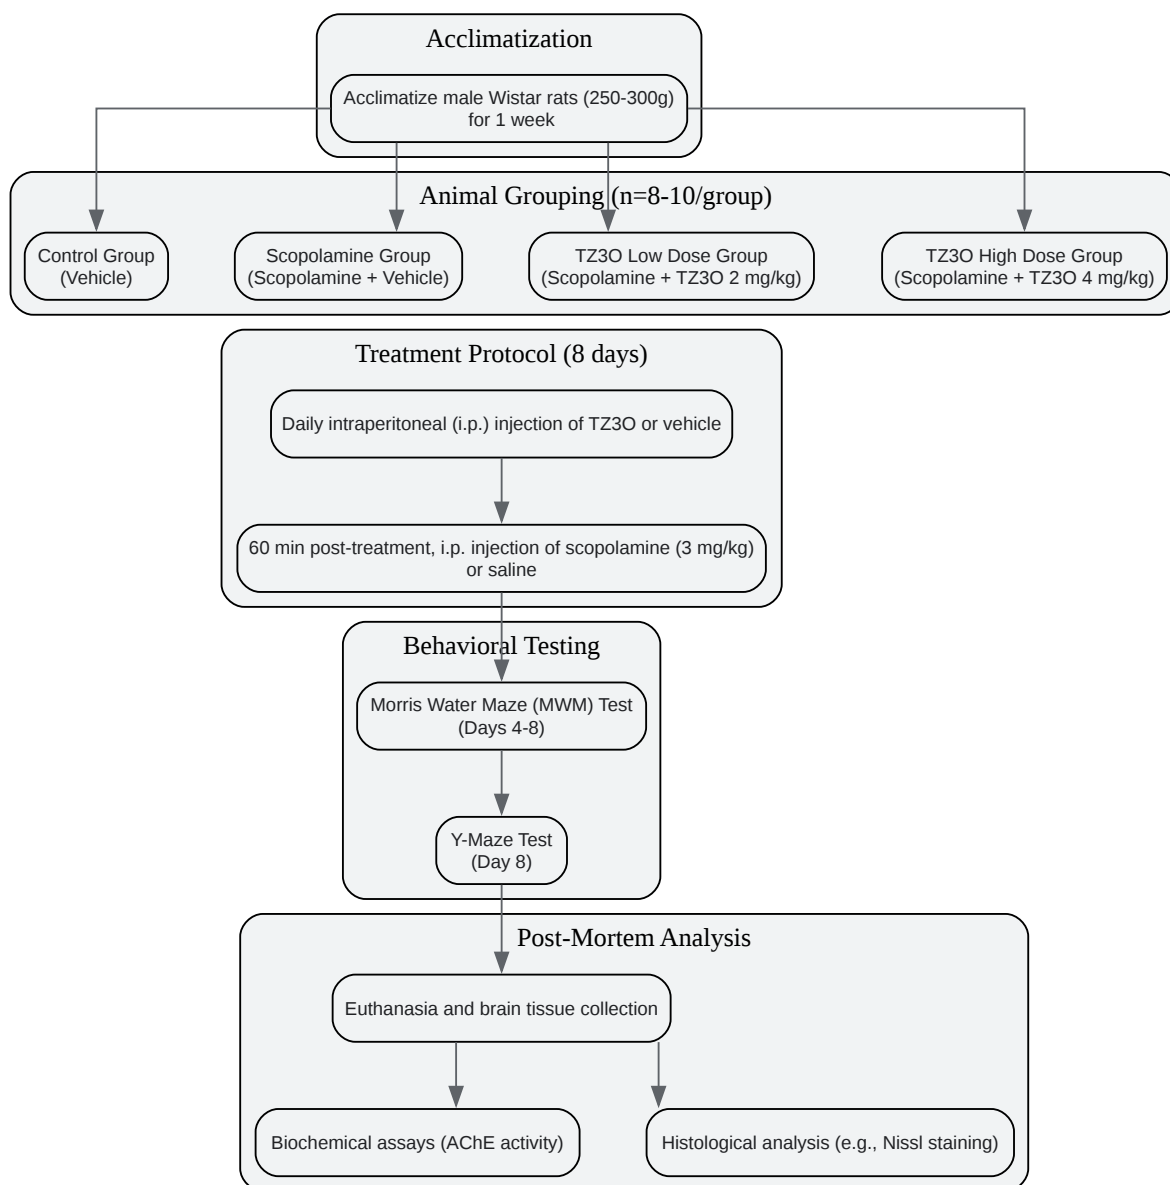 Acclimatization
Acclimatize male Wistar rats (250-300g)
for 1 week
Animal Grouping (n=8-10/group)
Control Group
(Vehicle)
Scopolamine Group
(Scopolamine + Vehicle)
TZ3O Low Dose Group
(Scopolamine + TZ3O 2 mg/kg)
TZ3O High Dose Group
(Scopolamine + TZ3O 4 mg/kg)
Treatment Protocol (8 days)
Daily intraperitoneal (i.p.) injection of TZ3O or vehicle
60 min post-treatment, i.p. injection of scopolamine (3 mg/kg)
or saline
Behavioral Testing
Morris Water Maze (MWM) Test
(Days 4-8)
Y-Maze Test
(Day 8)
Post-Mortem Analysis
Euthanasia and brain tissue collection
Biochemical assays (AChE activity)
Histological analysis (e.g., Nissl staining)